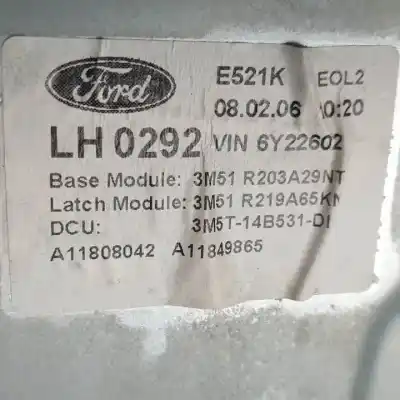 Ford E521K EOL2
08.02.06 0:20
LH 0292 VIN 6Y22602
Base Module: 3M51 R203A29NT
Latch Module: 3M51 R219A65KN
DCU: 3M5T-14B531-D
A11808042 A11849865